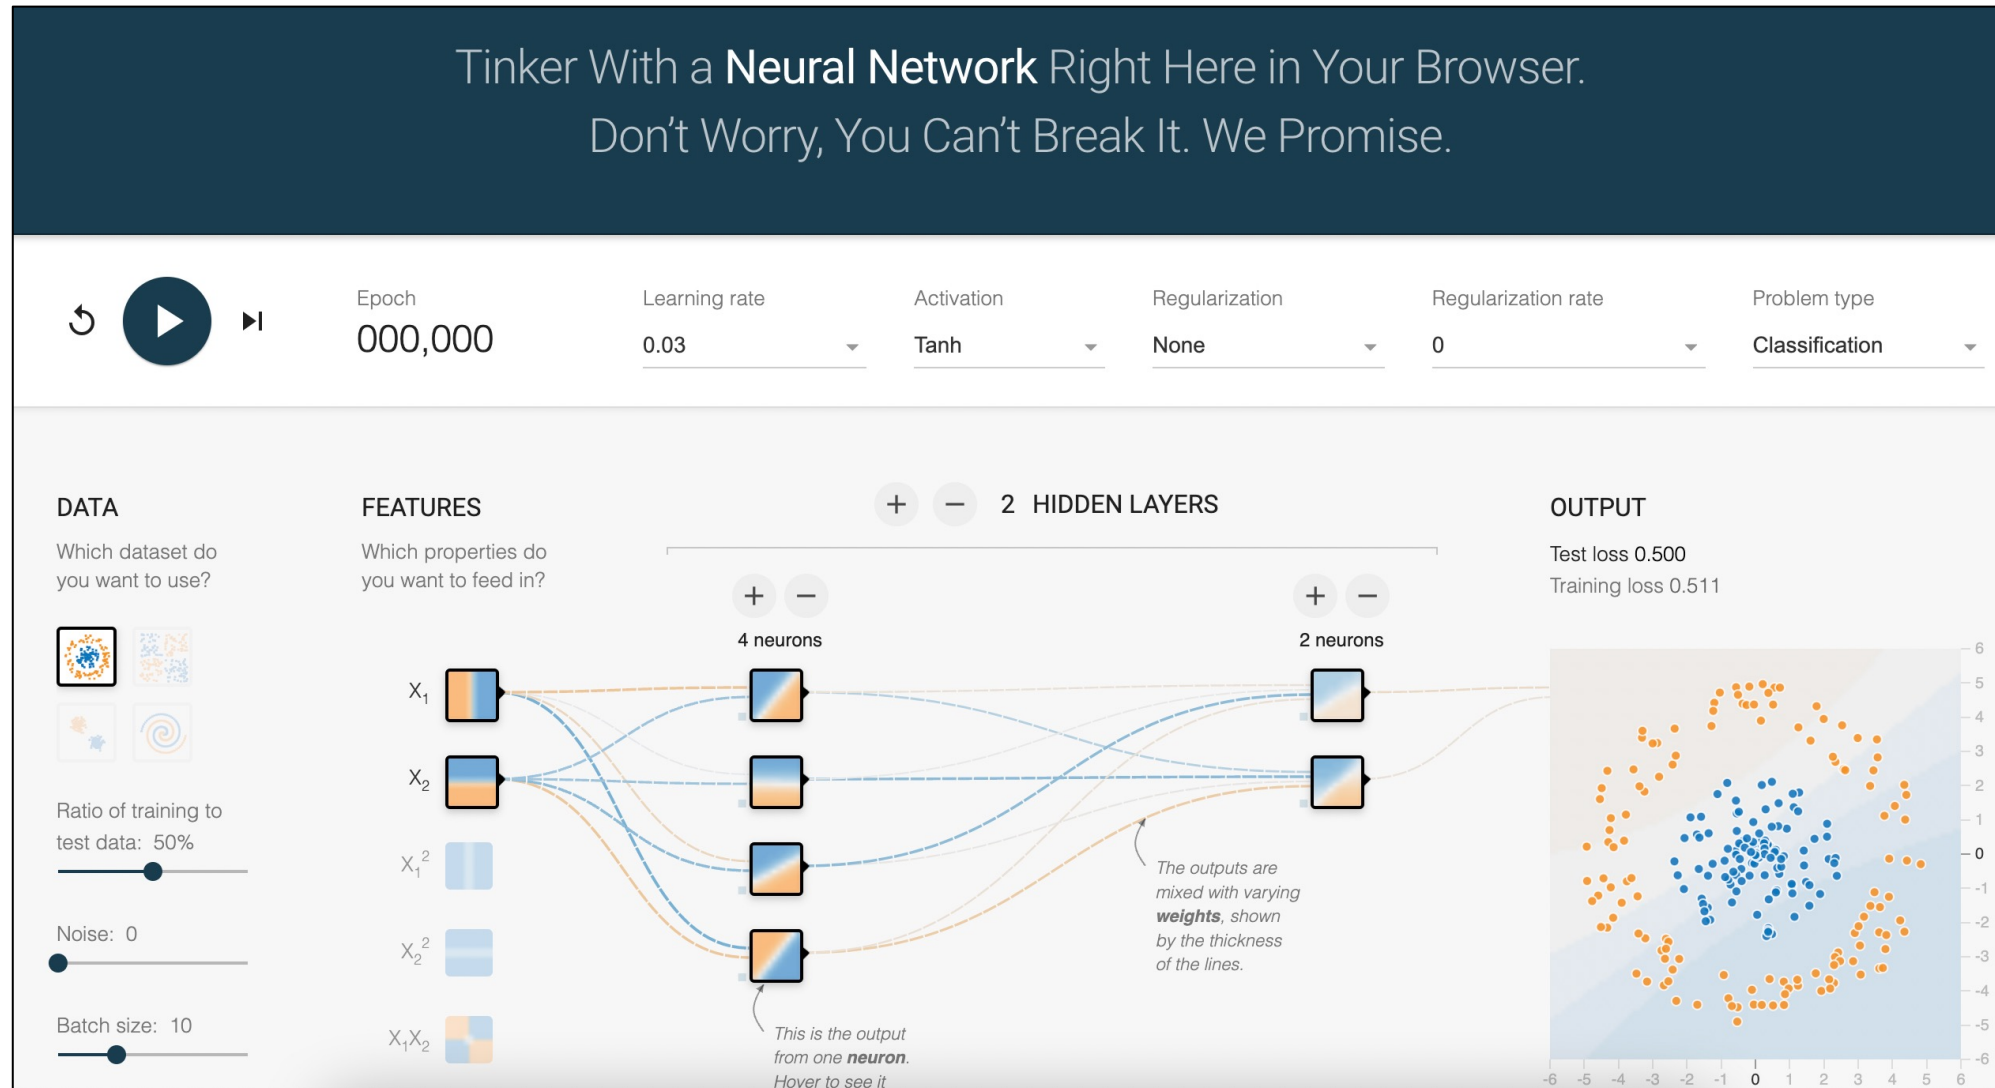 Tinker With a Neural Network Right Here in Your Browser.
Don't Worry, You Can't Break It. We Promise.
Epoch
000,000
Learning rate
0.03
Activation
Tanh
Regularization
None
Regularization rate
0
Problem type
Classification
DATA
Which dataset do
you want to use?
Ratio of training to
test data: 50%
Noise: 0
Batch size: 10
FEATURES
Which properties do
you want to feed in?
X₁
X₂
X₁²
X₂²
X₁X₂
+ − 2 HIDDEN LAYERS
+ −
4 neurons
+ −
2 neurons
The outputs are
mixed with varying
weights, shown
by the thickness
of the lines.
This is the output
from one neuron.
Hover to see it
OUTPUT
Test loss 0.500
Training loss 0.511
6
5
4
3
2
1
0
-1
-2
-3
-4
-5
-6
-6 -5 -4 -3 -2 -1 0 1 2 3 4 5 6